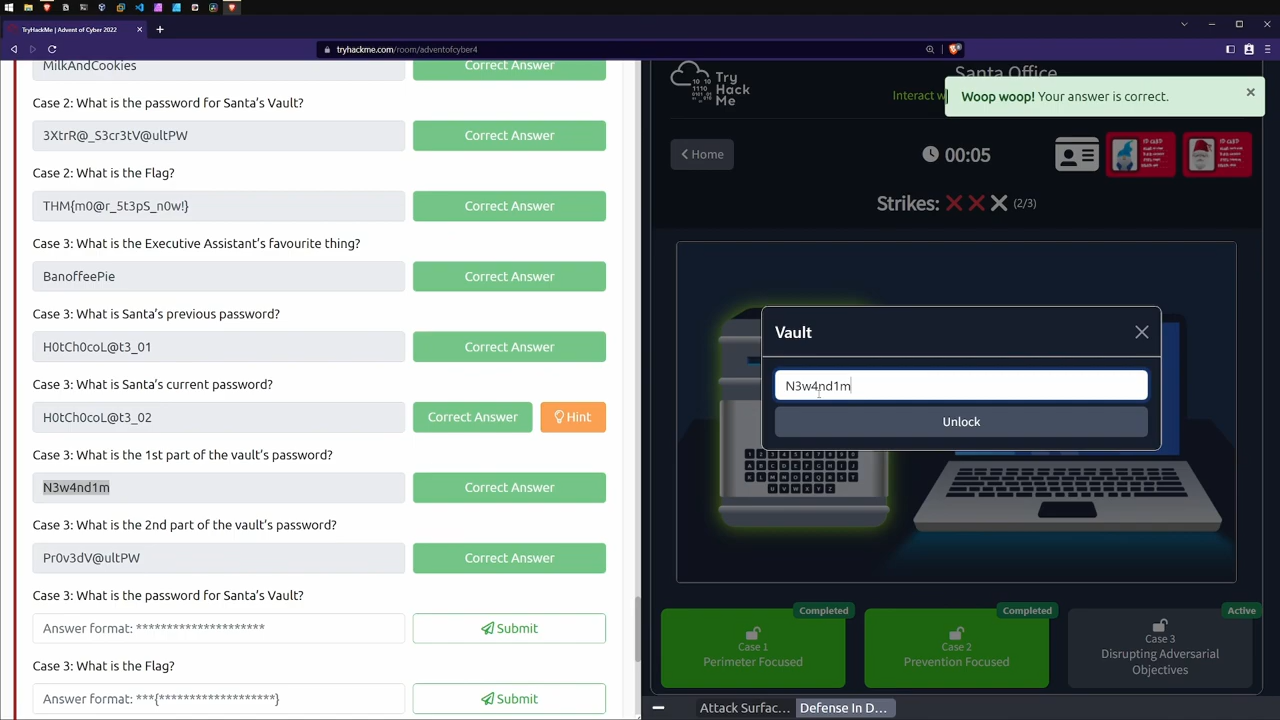 TryHackMe | Advent of Cyber 2022
tryhackme.com/room/adventofcyber4
MilkAndCookies
Correct Answer
Case 2: What is the password for Santa's Vault?
3XtrR@_S3cr3tV@ultPW
Correct Answer
Case 2: What is the Flag?
THM{m0@r_5t3pS_n0w!}
Correct Answer
Case 3: What is the Executive Assistant's favourite thing?
BanoffeePie
Correct Answer
Case 3: What is Santa's previous password?
H0tCh0coL@t3_01
Correct Answer
Case 3: What is Santa's current password?
H0tCh0coL@t3_02
Correct Answer
Hint
Case 3: What is the 1st part of the vault's password?
N3w4nd1m
Correct Answer
Case 3: What is the 2nd part of the vault's password?
Pr0v3dV@ultPW
Correct Answer
Case 3: What is the password for Santa's Vault?
Answer format: *********************
Submit
Case 3: What is the Flag?
Answer format: ***{*******************}
Submit
Try
Hack
Me
Santa Office
Interact w
Woop woop! Your answer is correct.
Home
00:05
Strikes:
(2/3)
Vault
N3w4nd1m
Unlock
Completed
Case 1
Perimeter Focused
Completed
Case 2
Prevention Focused
Active
Case 3
Disrupting Adversarial
Objectives
Attack Surfac...
Defense In D...